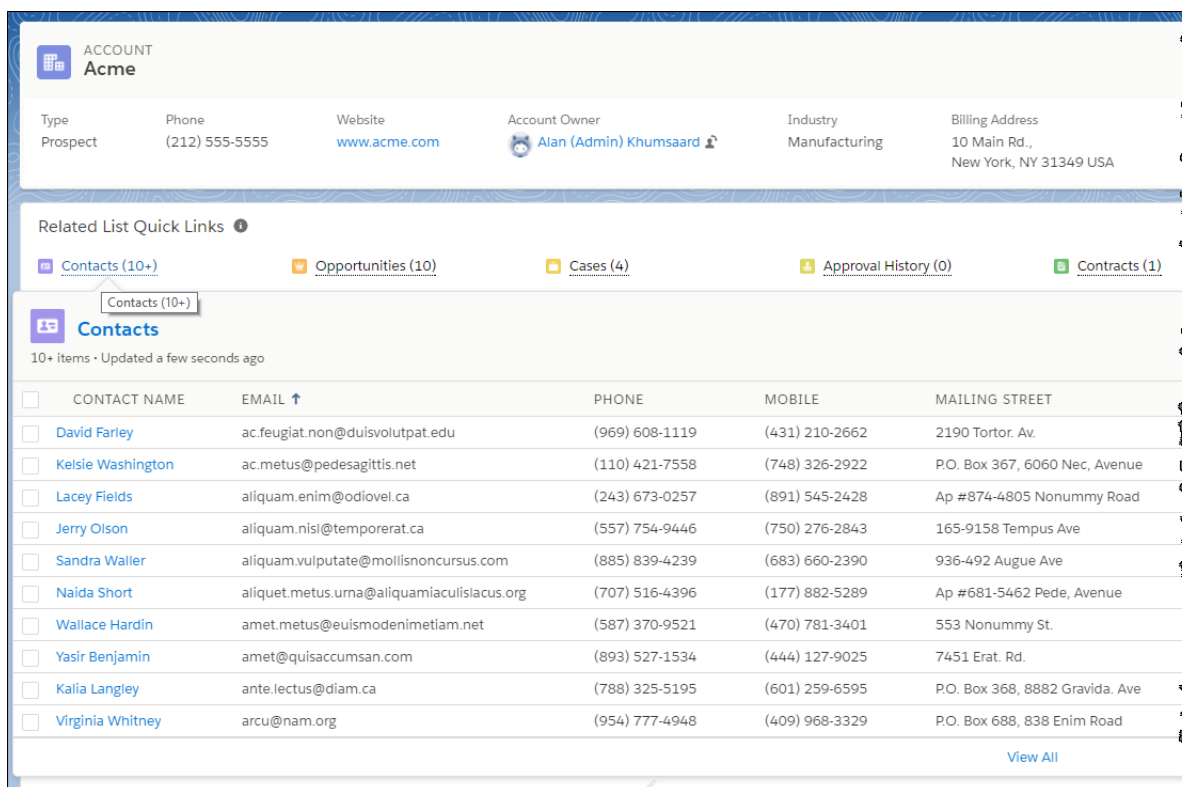 ACCOUNT
Acme
Type Phone Website Account Owner Industry Billing Address
Prospect (212) 555-5555 www.acme.com Alan (Admin) Khumsaard Manufacturing 10 Main Rd.,
New York, NY 31349 USA
Related List Quick Links
Contacts (10+) Opportunities (10) Cases (4) Approval History (0) Contracts (1)
Contacts (10+)
Contacts
10+ items • Updated a few seconds ago
CONTACT NAME EMAIL ↑ PHONE MOBILE MAILING STREET
David Farley ac.feugiat.non@duisvolutpat.edu (969) 608-1119 (431) 210-2662 2190 Tortor. Av.
Kelsie Washington ac.metus@pedesagittis.net (110) 421-7558 (748) 326-2922 P.O. Box 367, 6060 Nec, Avenue
Lacey Fields aliquam.enim@odiovel.ca (243) 673-0257 (891) 545-2428 Ap #874-4805 Nonummy Road
Jerry Olson aliquam.nisl@temporerat.ca (557) 754-9446 (750) 276-2843 165-9158 Tempus Ave
Sandra Waller aliquam.vulputate@mollisnoncursus.com (885) 839-4239 (683) 660-2390 936-492 Augue Ave
Naida Short aliquet.metus.urna@aliquamiaculislacus.org (707) 516-4396 (177) 882-5289 Ap #681-5462 Pede, Avenue
Wallace Hardin amet.metus@euismodenimetiam.net (587) 370-9521 (470) 781-3401 553 Nonummy St.
Yasir Benjamin amet@quisaccumsan.com (893) 527-1534 (444) 127-9025 7451 Erat. Rd.
Kalia Langley ante.lectus@diam.ca (788) 325-5195 (601) 259-6595 P.O. Box 368, 8882 Gravida. Ave
Virginia Whitney arcu@nam.org (954) 777-4948 (409) 968-3329 P.O. Box 688, 838 Enim Road
View All